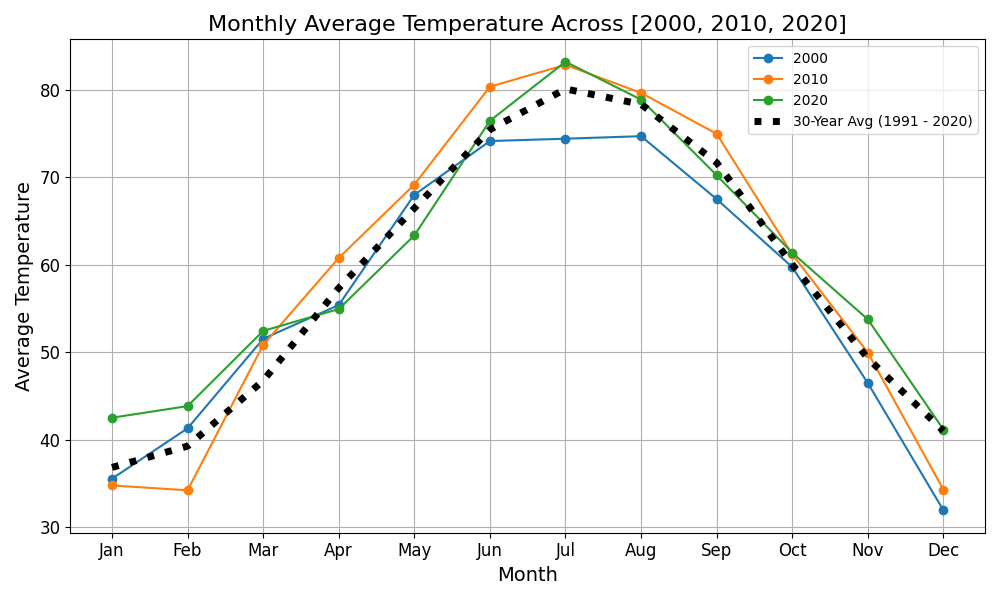 Monthly Average Temperature Across [2000, 2010, 2020]
2000
2010
2020
30-Year Avg (1991 - 2020)
Average Temperature
80
70
60
50
40
30
Jan Feb Mar Apr May Jun Jul Aug Sep Oct Nov Dec
Month